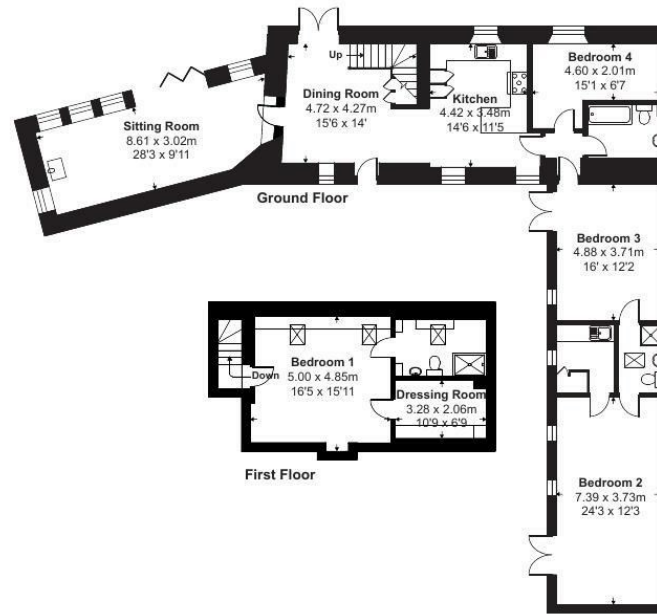 Up
Bedroom 4
4.60 x 2.01m
15'1 x 6'7
Dining Room
4.72 x 4.27m
15'6 x 14'
Kitchen
4.42 x 3.48m
14'6 x 11'5
Sitting Room
8.61 x 3.02m
28'3 x 9'11
Ground Floor
Bedroom 3
4.88 x 3.71m
16' x 12'2
Bedroom 1
5.00 x 4.85m
16'5 x 15'11
Down
Dressing Room
3.28 x 2.06m
10'9 x 6'9
First Floor
Bedroom 2
7.39 x 3.73m
24'3 x 12'3